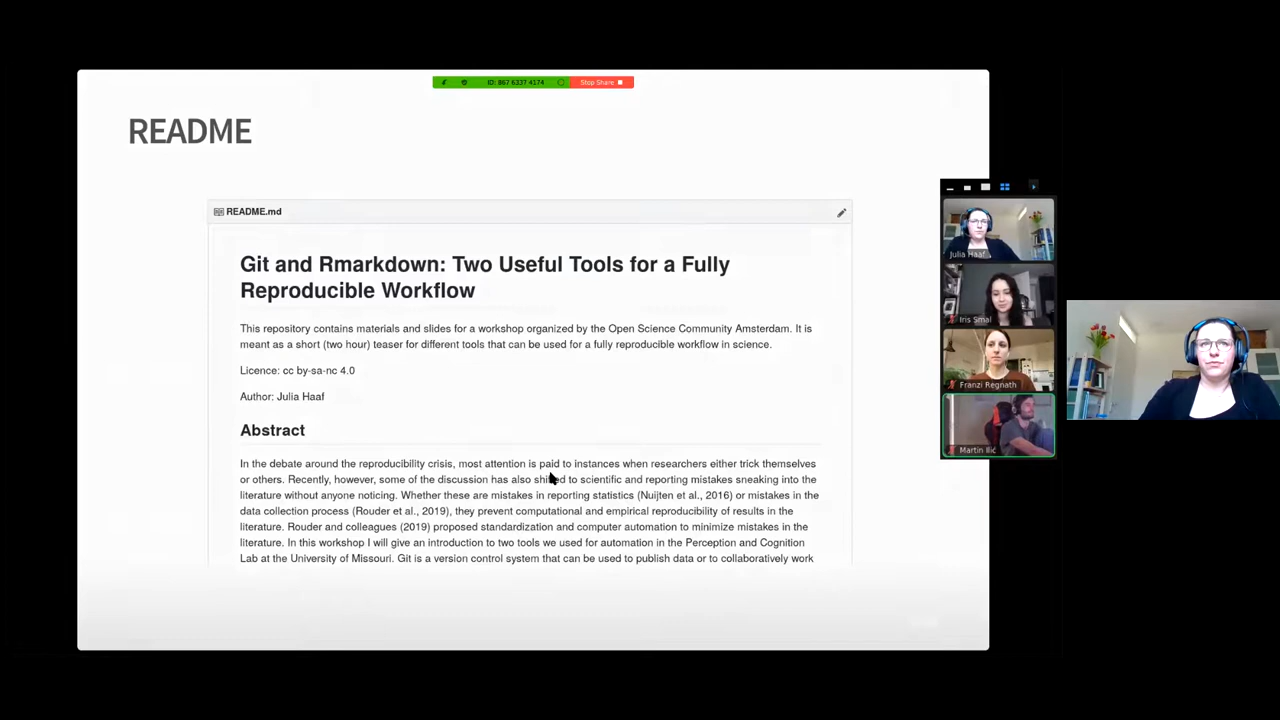 ID: 867 6337 4174
Stop Share
README
README.md
Git and Rmarkdown: Two Useful Tools for a Fully
Reproducible Workflow
This repository contains materials and slides for a workshop organized by the Open Science Community Amsterdam. It is
meant as a short (two hour) teaser for different tools that can be used for a fully reproducible workflow in science.
Licence: cc by-sa-nc 4.0
Author: Julia Haaf
Abstract
In the debate around the reproducibility crisis, most attention is paid to instances when researchers either trick themselves
or others. Recently, however, some of the discussion has also shifted to scientific and reporting mistakes sneaking into the
literature without anyone noticing. Whether these are mistakes in reporting statistics (Nuijten et al., 2016) or mistakes in the
data collection process (Rouder et al., 2019), they prevent computational and empirical reproducibility of results in the
literature. Rouder and colleagues (2019) proposed standardization and computer automation to minimize mistakes in the
literature. In this workshop I will give an introduction to two tools we used for automation in the Perception and Cognition
Lab at the University of Missouri. Git is a version control system that can be used to publish data or to collaboratively work
Julia Haaf
Iris Smal
Franzi Regnath
Martin Ilić